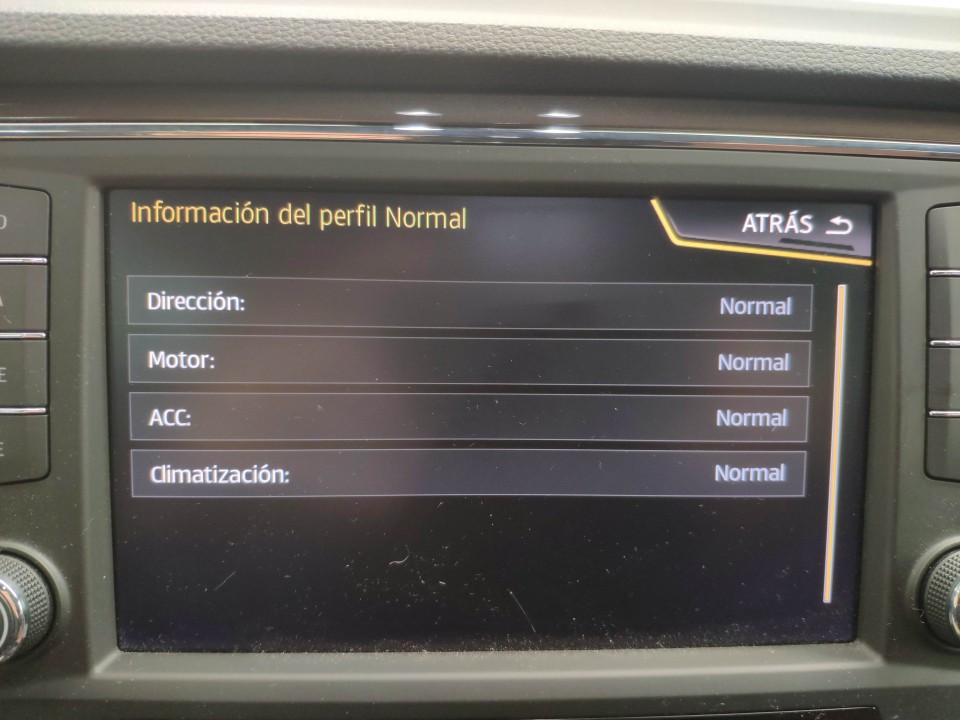 Información del perfil Normal
ATRÁS
Dirección: Normal
Motor: Normal
ACC: Normal
Climatización: Normal